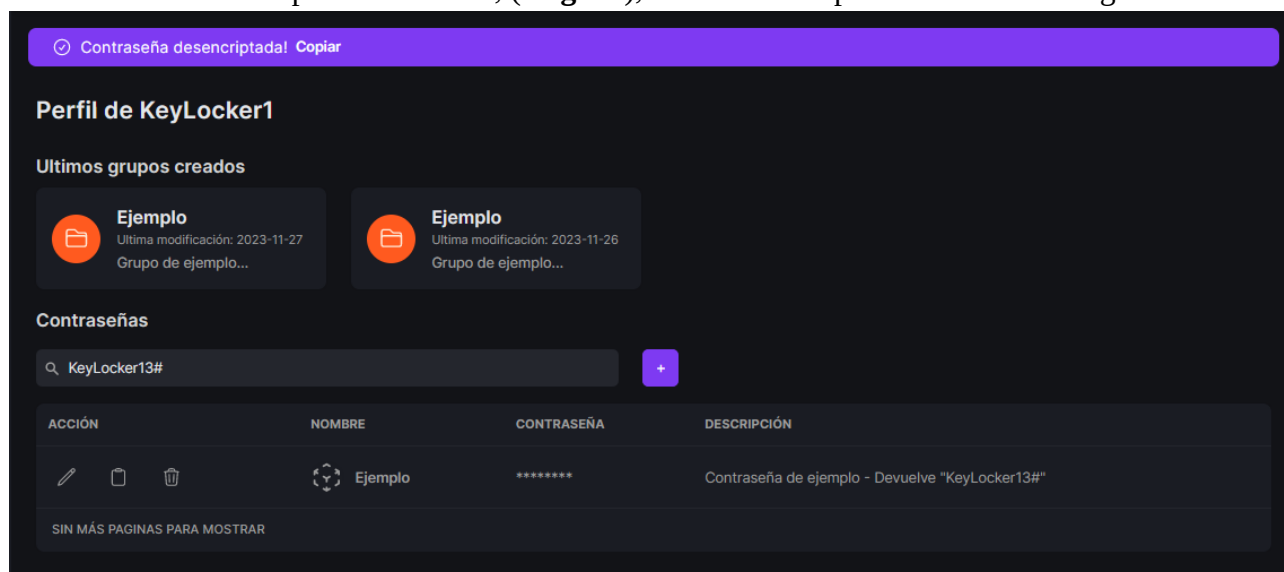 Contraseña desencriptada! Copiar
Perfil de KeyLocker1
Ultimos grupos creados
Ejemplo
Ultima modificación: 2023-11-27
Grupo de ejemplo...
Ejemplo
Ultima modificación: 2023-11-26
Grupo de ejemplo...
Contraseñas
KeyLocker13#
+
ACCIÓN NOMBRE CONTRASEÑA DESCRIPCIÓN
Ejemplo ******** Contraseña de ejemplo - Devuelve "KeyLocker13#"
SIN MÁS PAGINAS PARA MOSTRAR